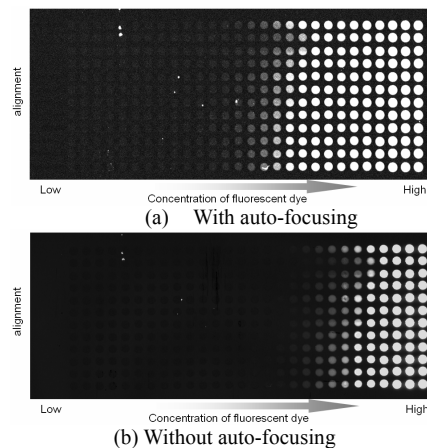 alignment
Low
High
Concentration of fluorescent dye
(a) With auto-focusing
alignment
Low
High
Concentration of fluorescent dye
(b) Without auto-focusing